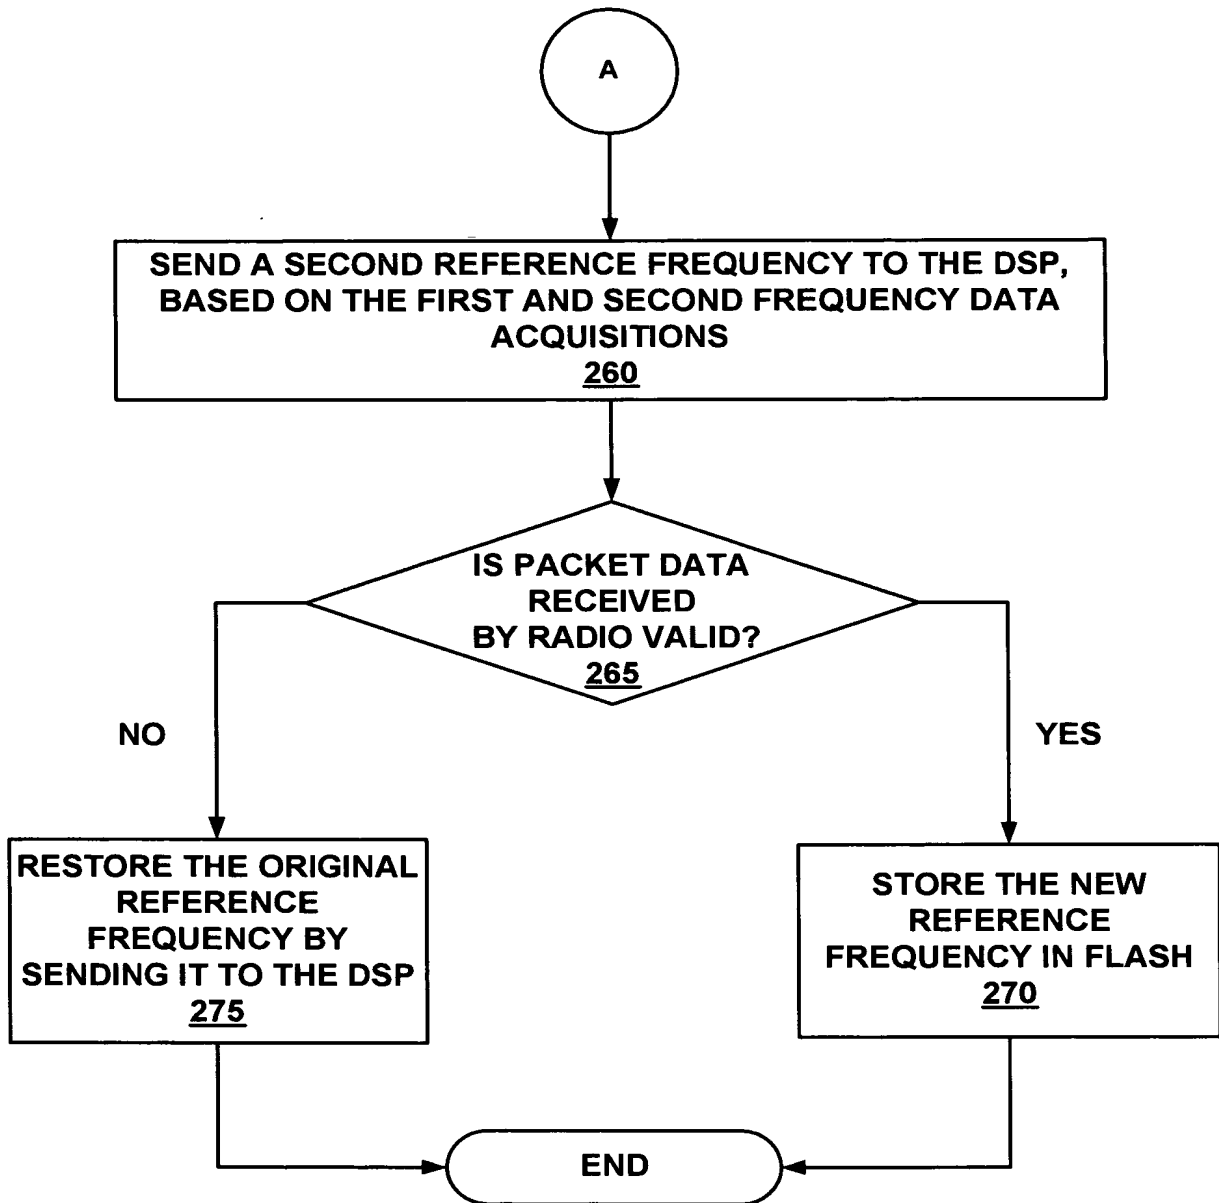 A
SEND A SECOND REFERENCE FREQUENCY TO THE DSP,
BASED ON THE FIRST AND SECOND FREQUENCY DATA
ACQUISITIONS
260
IS PACKET DATA
RECEIVED
BY RADIO VALID?
265
NO
YES
RESTORE THE ORIGINAL
REFERENCE
FREQUENCY BY
SENDING IT TO THE DSP
275
STORE THE NEW
REFERENCE
FREQUENCY IN FLASH
270
END